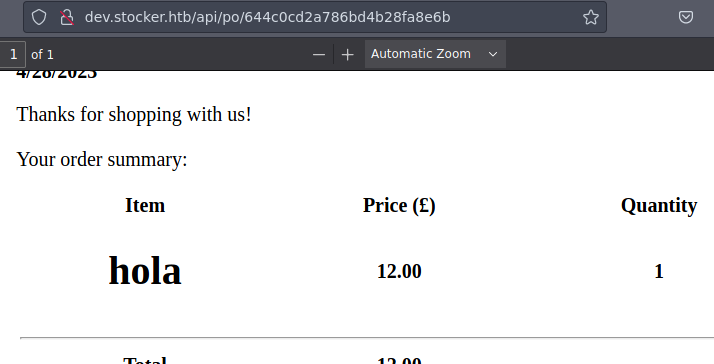 dev.stocker.htb/api/po/644c0cd2a786bd4b28fa8e6b
1 of 1 — + Automatic Zoom
4/28/2023
Thanks for shopping with us!
Your order summary:
Item Price (£) Quantity
hola 12.00 1
Total 12.00